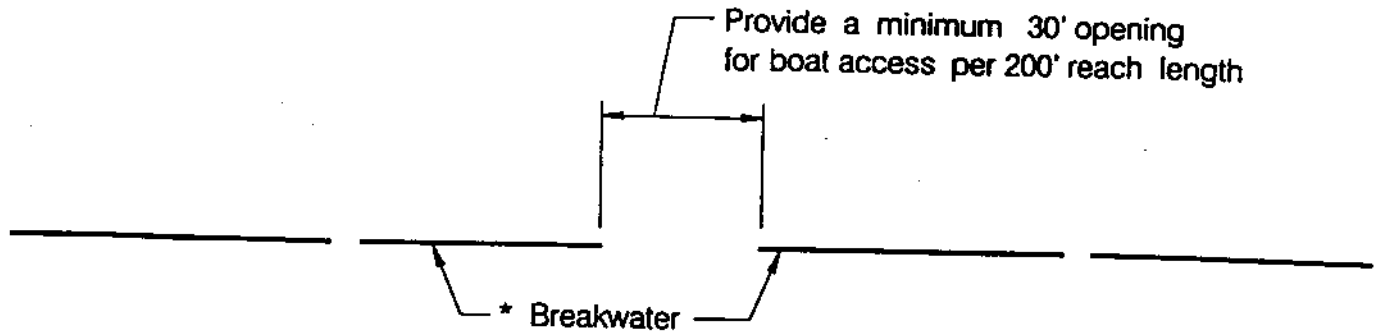 Provide a minimum 30' opening
for boat access per 200' reach length
* Breakwater